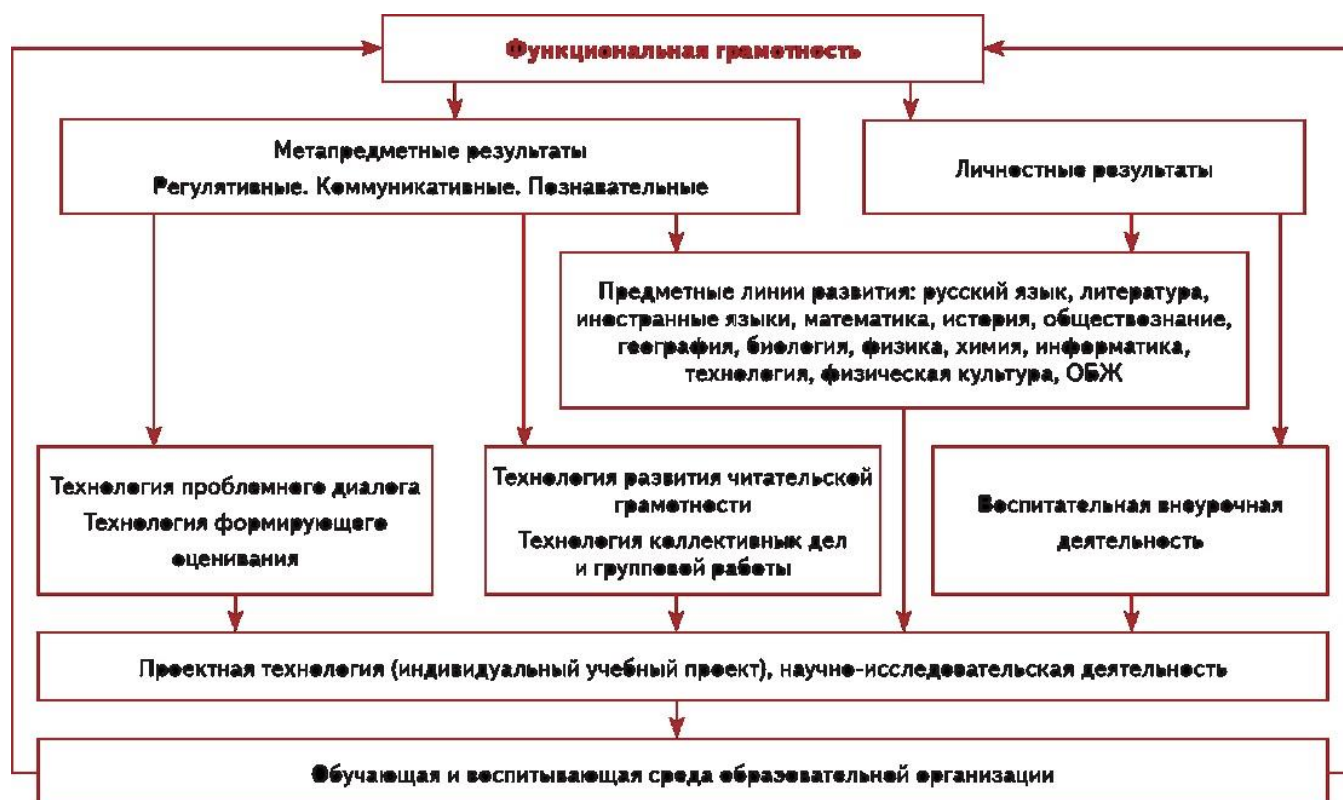 Функциональная грамотность
Метапредметные результаты
Регулятивные. Коммуникативные. Познавательные
Личностные результаты
Предметные линии развития: русский язык, литература,
иностранные языки, математика, история, обществознание,
география, биология, физика, химия, информатика,
технология, физическая культура, ОБЖ
Технология проблемного диалога
Технология формирующего
оценивания
Технология развития читательской
грамотности
Технология коллективных дел
и групповой работы
Воспитательная внеурочная
деятельность
Проектная технология (индивидуальный учебный проект), научно-исследовательская деятельность
Обучающая и воспитывающая среда образовательной организации